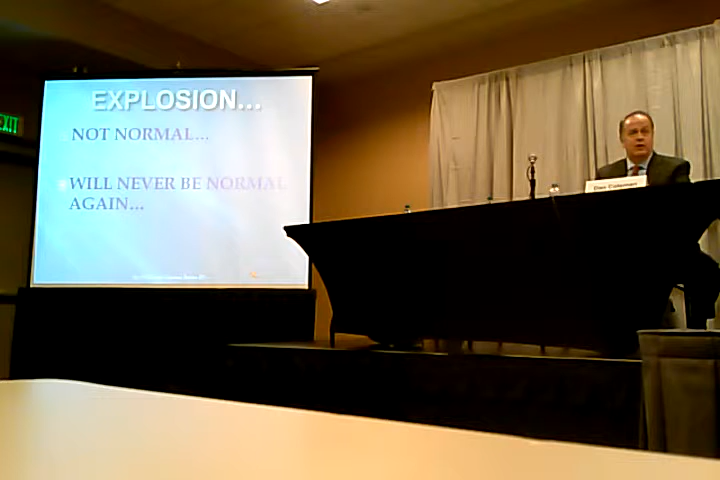 EXIT
EXPLOSION...
NOT NORMAL...
WILL NEVER BE NORMAL
AGAIN...
Dan Coleman